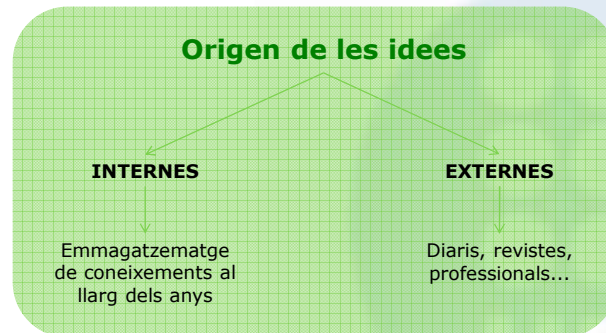 Origen de les idees
INTERNES
EXTERNES
Emmagatzematge
de coneixements al
llarg dels anys
Diaris, revistes,
professionals...